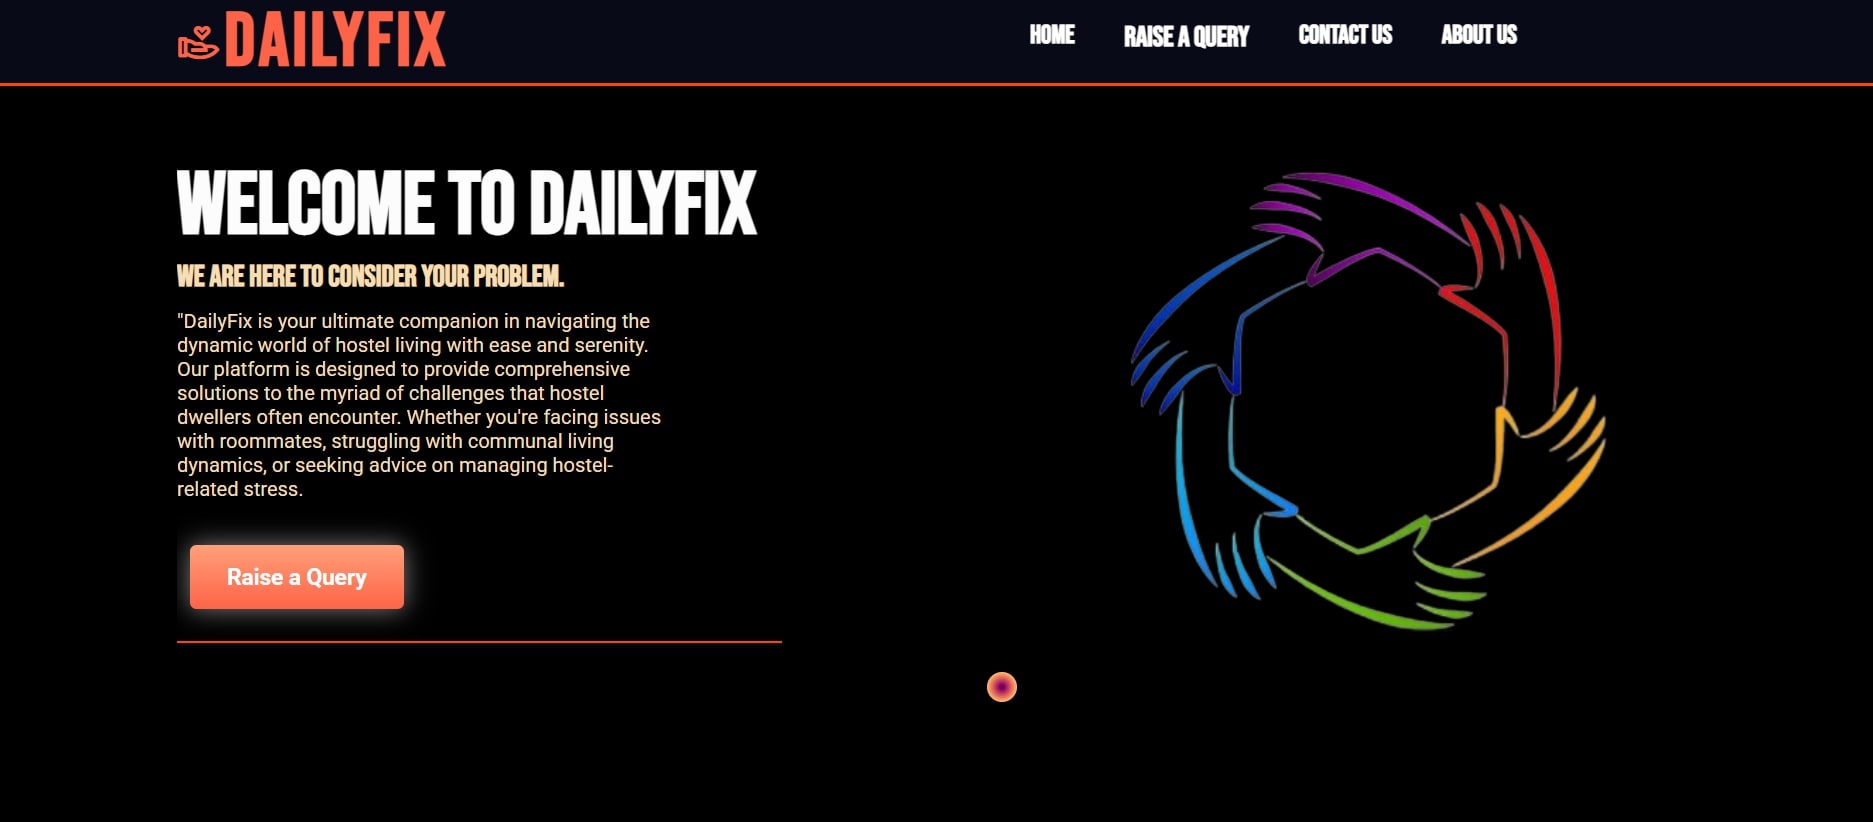 DAILYFIX
HOME
RAISE A QUERY
CONTACT US
ABOUT US
WELCOME TO DAILYFIX
WE ARE HERE TO CONSIDER YOUR PROBLEM.
"DailyFix is your ultimate companion in navigating the
dynamic world of hostel living with ease and serenity.
Our platform is designed to provide comprehensive
solutions to the myriad of challenges that hostel
dwellers often encounter. Whether you're facing issues
with roommates, struggling with communal living
dynamics, or seeking advice on managing hostel-
related stress.
Raise a Query